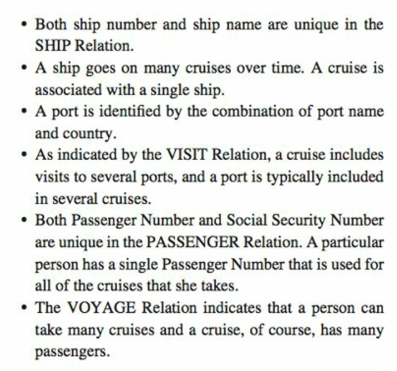 • Both ship number and ship name are unique in the
SHIP Relation.
• A ship goes on many cruises over time. A cruise is
associated with a single ship.
• A port is identified by the combination of port name
and country.
• As indicated by the VISIT Relation, a cruise includes
visits to several ports, and a port is typically included
in several cruises.
• Both Passenger Number and Social Security Number
are unique in the PASSENGER Relation. A particular
person has a single Passenger Number that is used for
all of the cruises that she takes.
• The VOYAGE Relation indicates that a person can
take many cruises and a cruise, of course, has many
passengers.